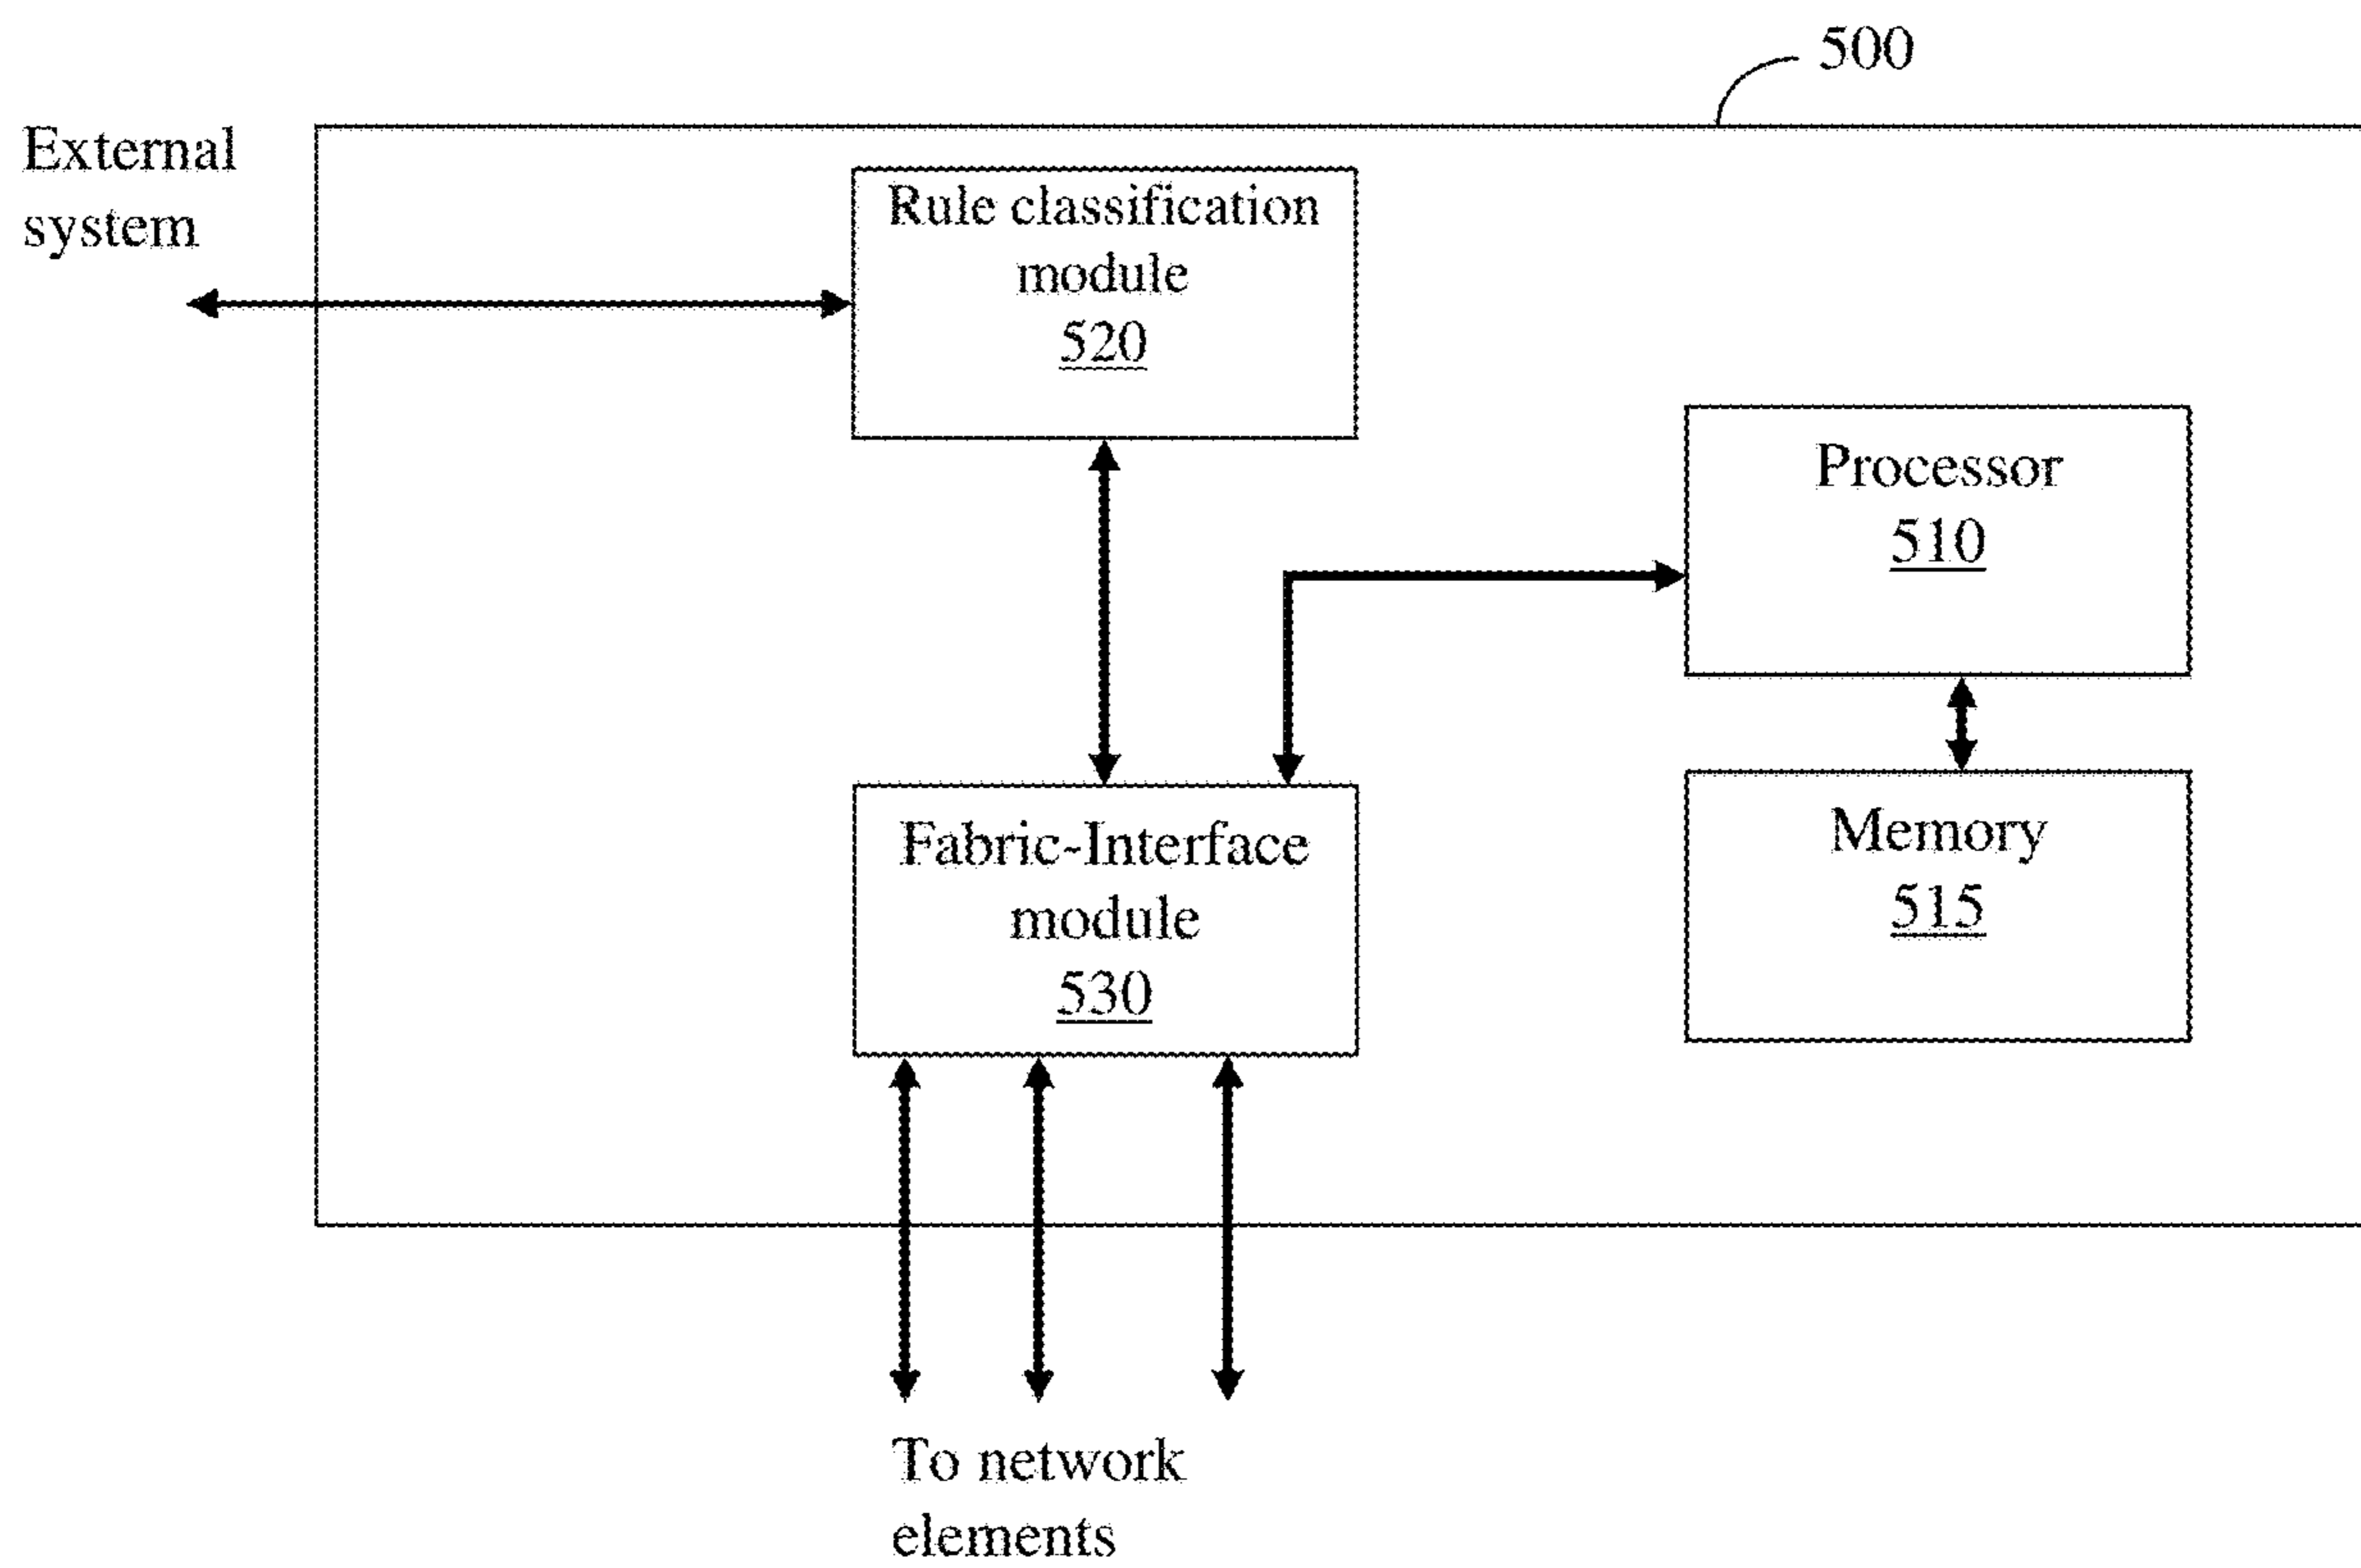 500
External
system
Rule classification
module
520
Processor
510
Fabric-Interface
module
530
Memory
515
To network
elements